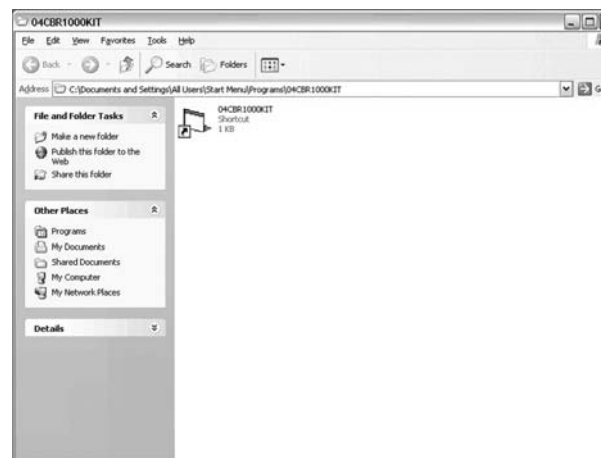 04CBR1000KIT
File Edit View Favorites Tools Help
Back Search Folders
Address C:\Documents and Settings\All Users\Start Menu\Programs\04CBR1000KIT
File and Folder Tasks
Make a new folder
Publish this folder to the
Web
Share this folder
Other Places
Programs
My Documents
Shared Documents
My Computer
My Network Places
Details
04CBR1000KIT
Shortcut
1 KB